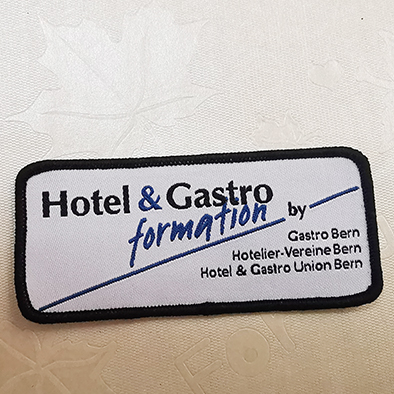 Hotel & Gastro
formation by
Gastro Bern
Hotelier-Vereine Bern
Hotel & Gastro Union Bern